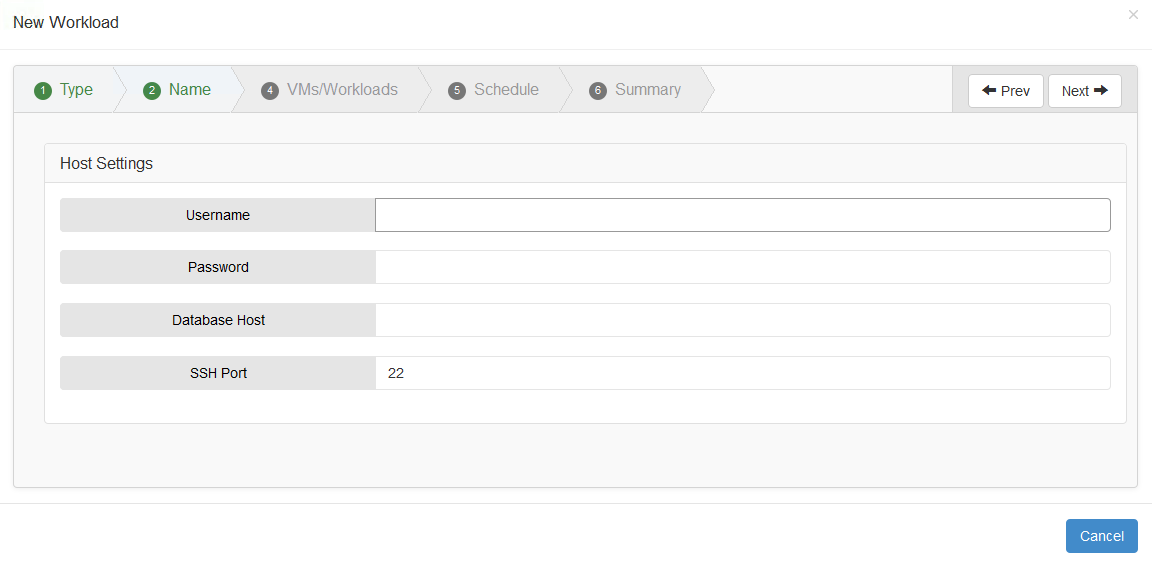 New Workload
×
1 Type 2 Name 4 VMs/Workloads 5 Schedule 6 Summary Prev Next
Host Settings
Username
Password
Database Host
SSH Port 22
Cancel